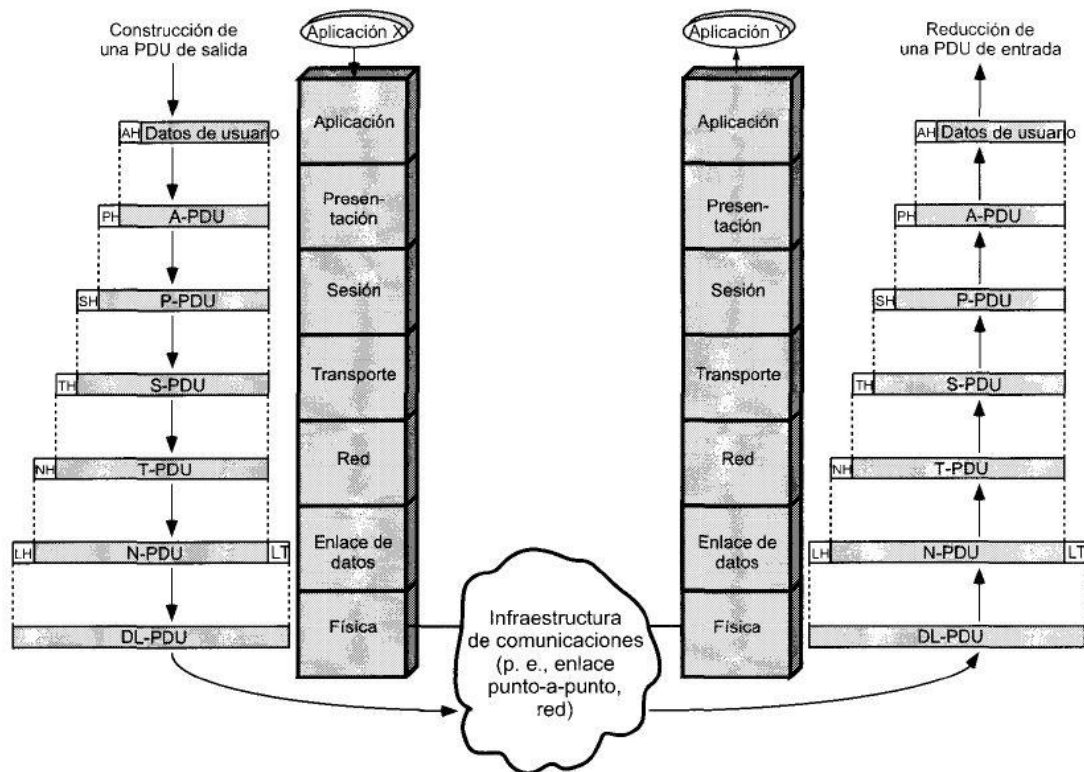 Construcción de
una PDU de salida
AH
Datos de usuario
PH
A-PDU
SH
P-PDU
TH
S-PDU
NH
T-PDU
LH
N-PDU
LT
DL-PDU
Aplicación X
Aplicación
Presen-
tación
Sesión
Transporte
Red
Enlace de
datos
Física
Infraestructura
de comunicaciones
(p. e., enlace
punto-a-punto,
red)
Aplicación Y
Aplicación
Presen-
tación
Sesión
Transporte
Red
Enlace de
datos
Física
Reducción de
una PDU de entrada
AH
Datos de usuario
PH
A-PDU
SH
P-PDU
TH
S-PDU
NH
T-PDU
LH
N-PDU
LT
DL-PDU